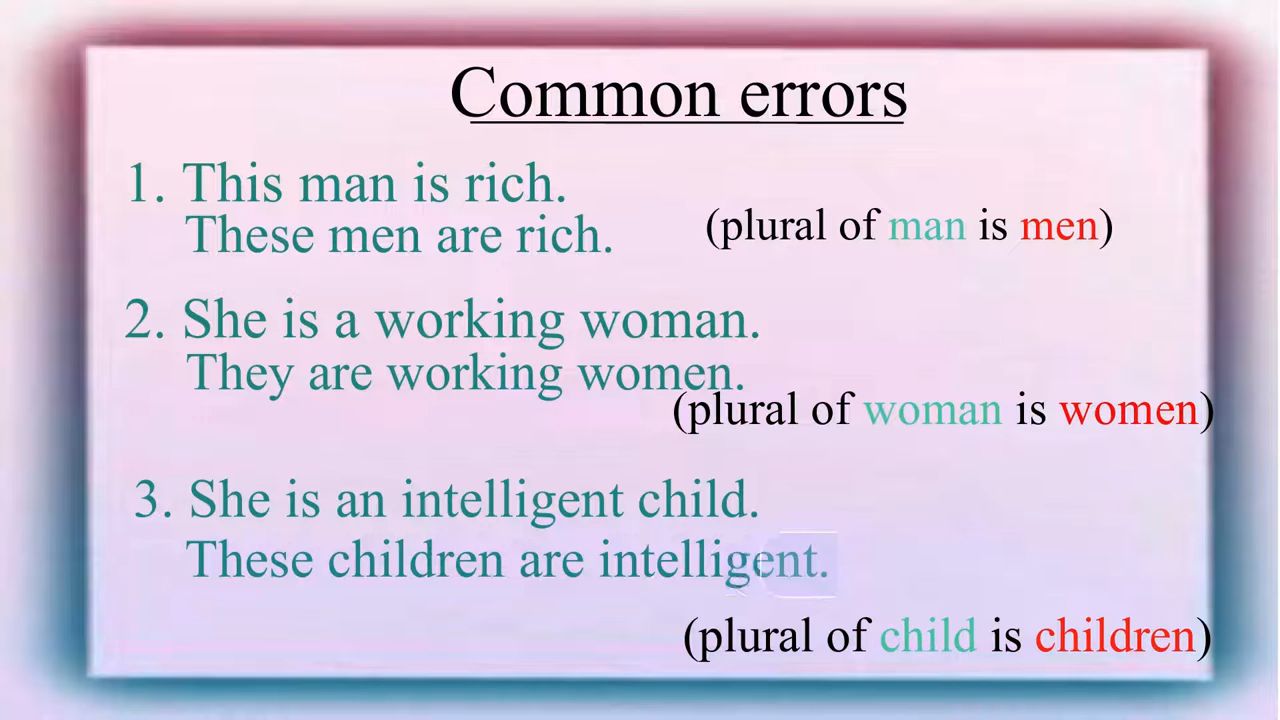 Common errors
1. This man is rich.
These men are rich.
(plural of man is men)
2. She is a working woman.
They are working women.
(plural of woman is women)
3. She is an intelligent child.
These children are intelligent.
(plural of child is children)